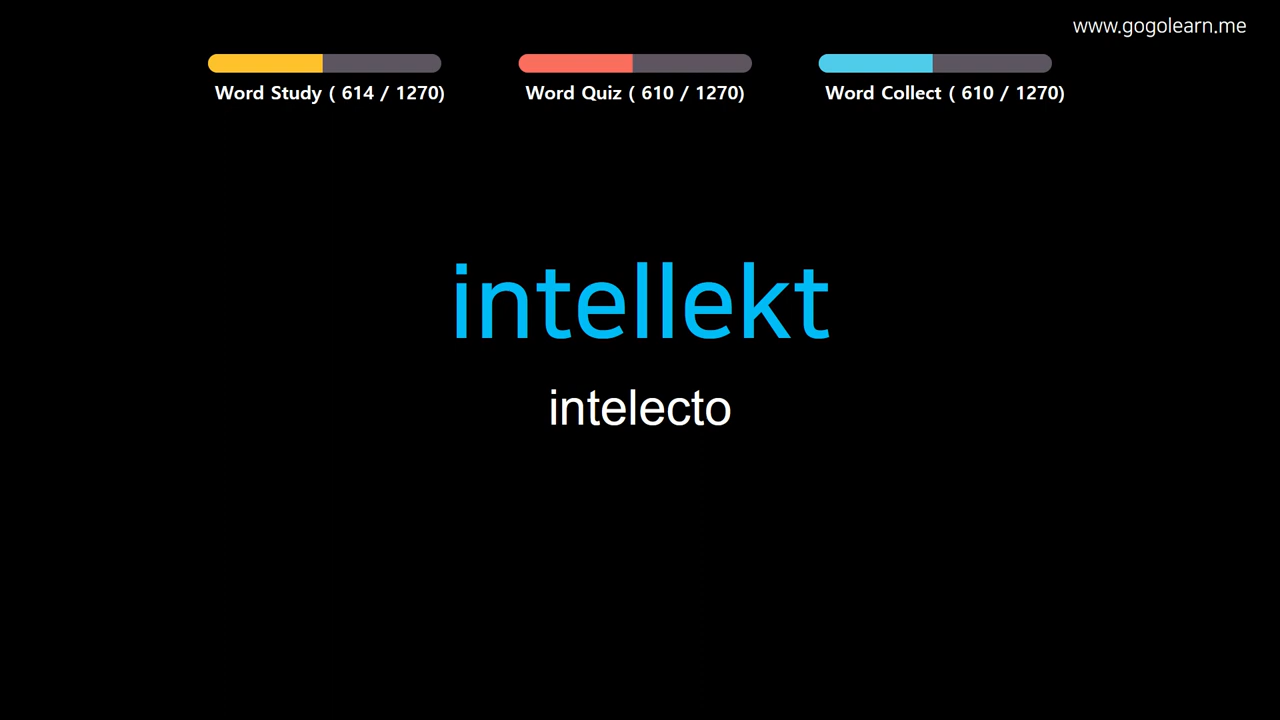 www.gogolearn.me
Word Study ( 614 / 1270)
Word Quiz ( 610 / 1270)
Word Collect ( 610 / 1270)
intellekt
intelecto